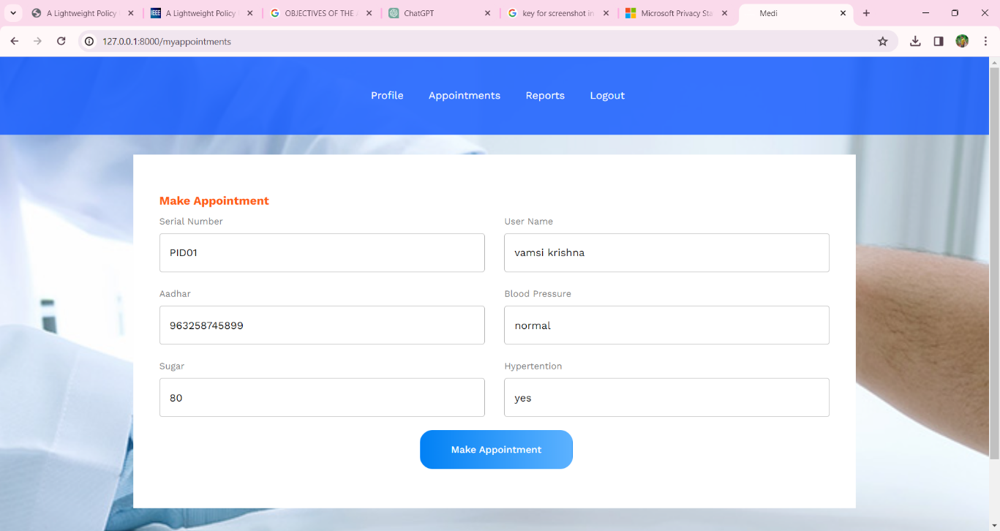 A Lightweight Policy
A Lightweight Policy
OBJECTIVES OF THE
ChatGPT
key for screenshot in
Microsoft Privacy Sta
Medi
127.0.0.1:8000/myappointments
Profile Appointments Reports Logout
Make Appointment
Serial Number User Name
PID01 vamsi krishna
Aadhar Blood Pressure
963258745899 normal
Sugar Hypertention
80 yes
Make Appointment